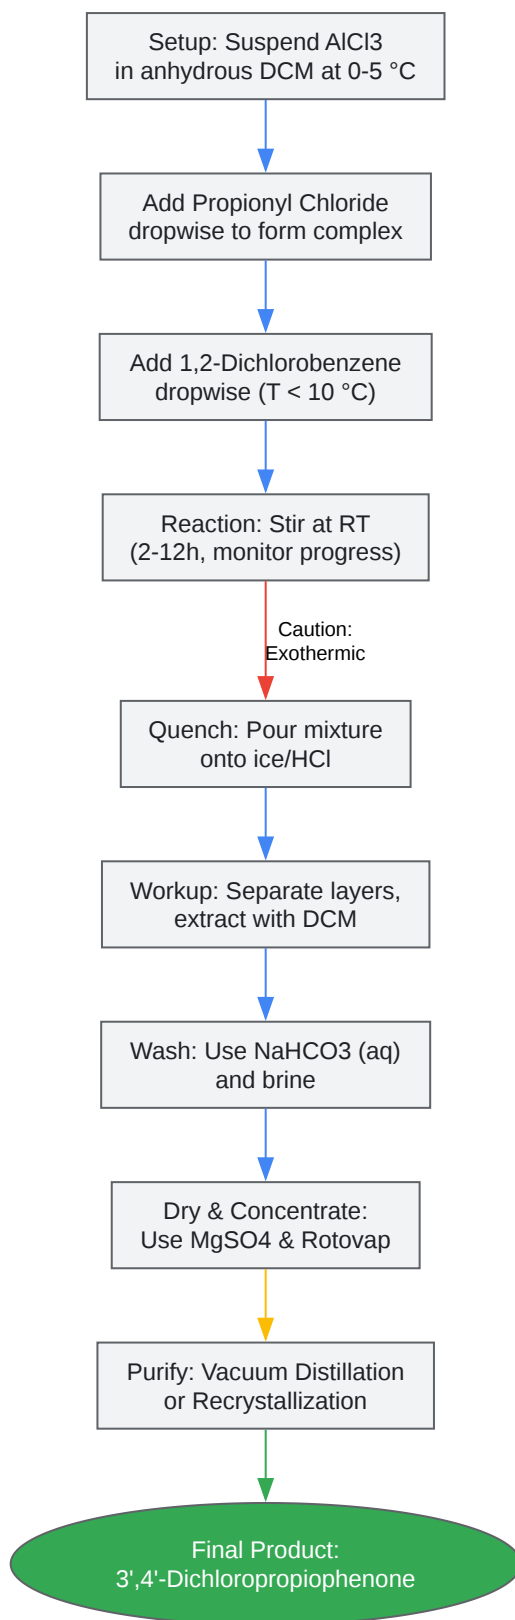 Setup: Suspend AlCl3
in anhydrous DCM at 0-5 °C
Add Propionyl Chloride
dropwise to form complex
Add 1,2-Dichlorobenzene
dropwise (T < 10 °C)
Reaction: Stir at RT
(2-12h, monitor progress)
Caution:
Exothermic
Quench: Pour mixture
onto ice/HCl
Workup: Separate layers,
extract with DCM
Wash: Use NaHCO3 (aq)
and brine
Dry & Concentrate:
Use MgSO4 & Rotovap
Purify: Vacuum Distillation
or Recrystallization
Final Product:
3',4'-Dichloropropiophenone